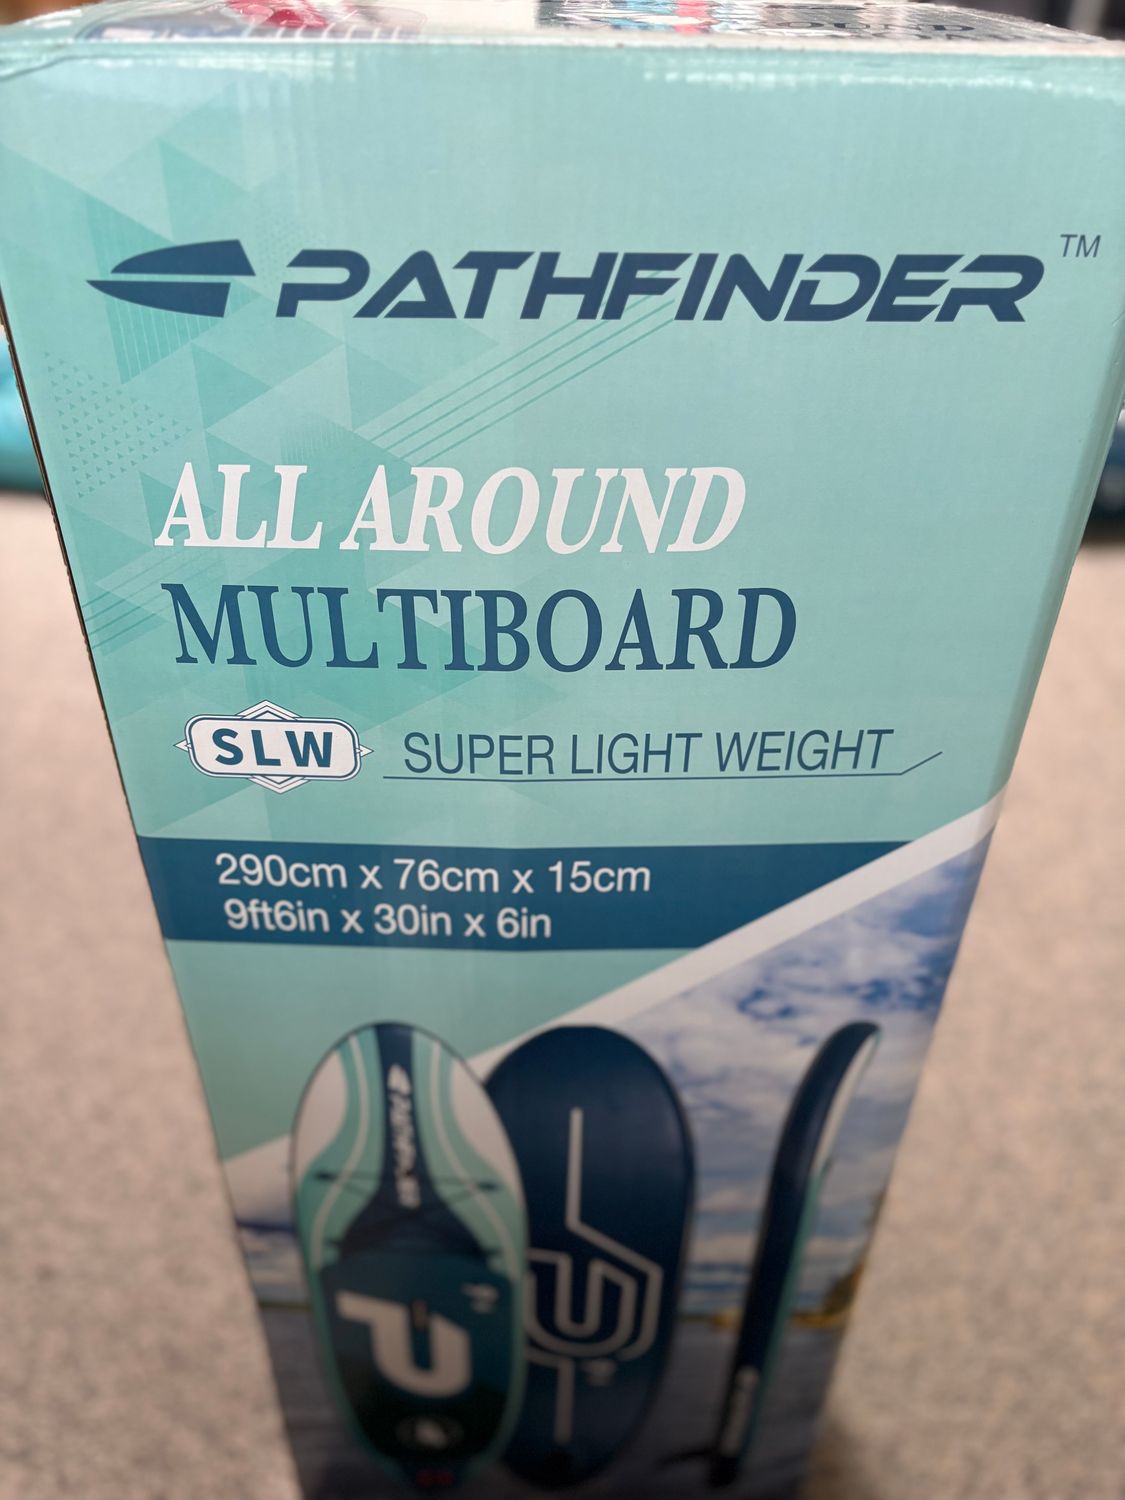 PATHFINDER™
ALL AROUND
MULTIBOARD
SLW SUPER LIGHT WEIGHT
290cm x 76cm x 15cm
9ft6in x 30in x 6in